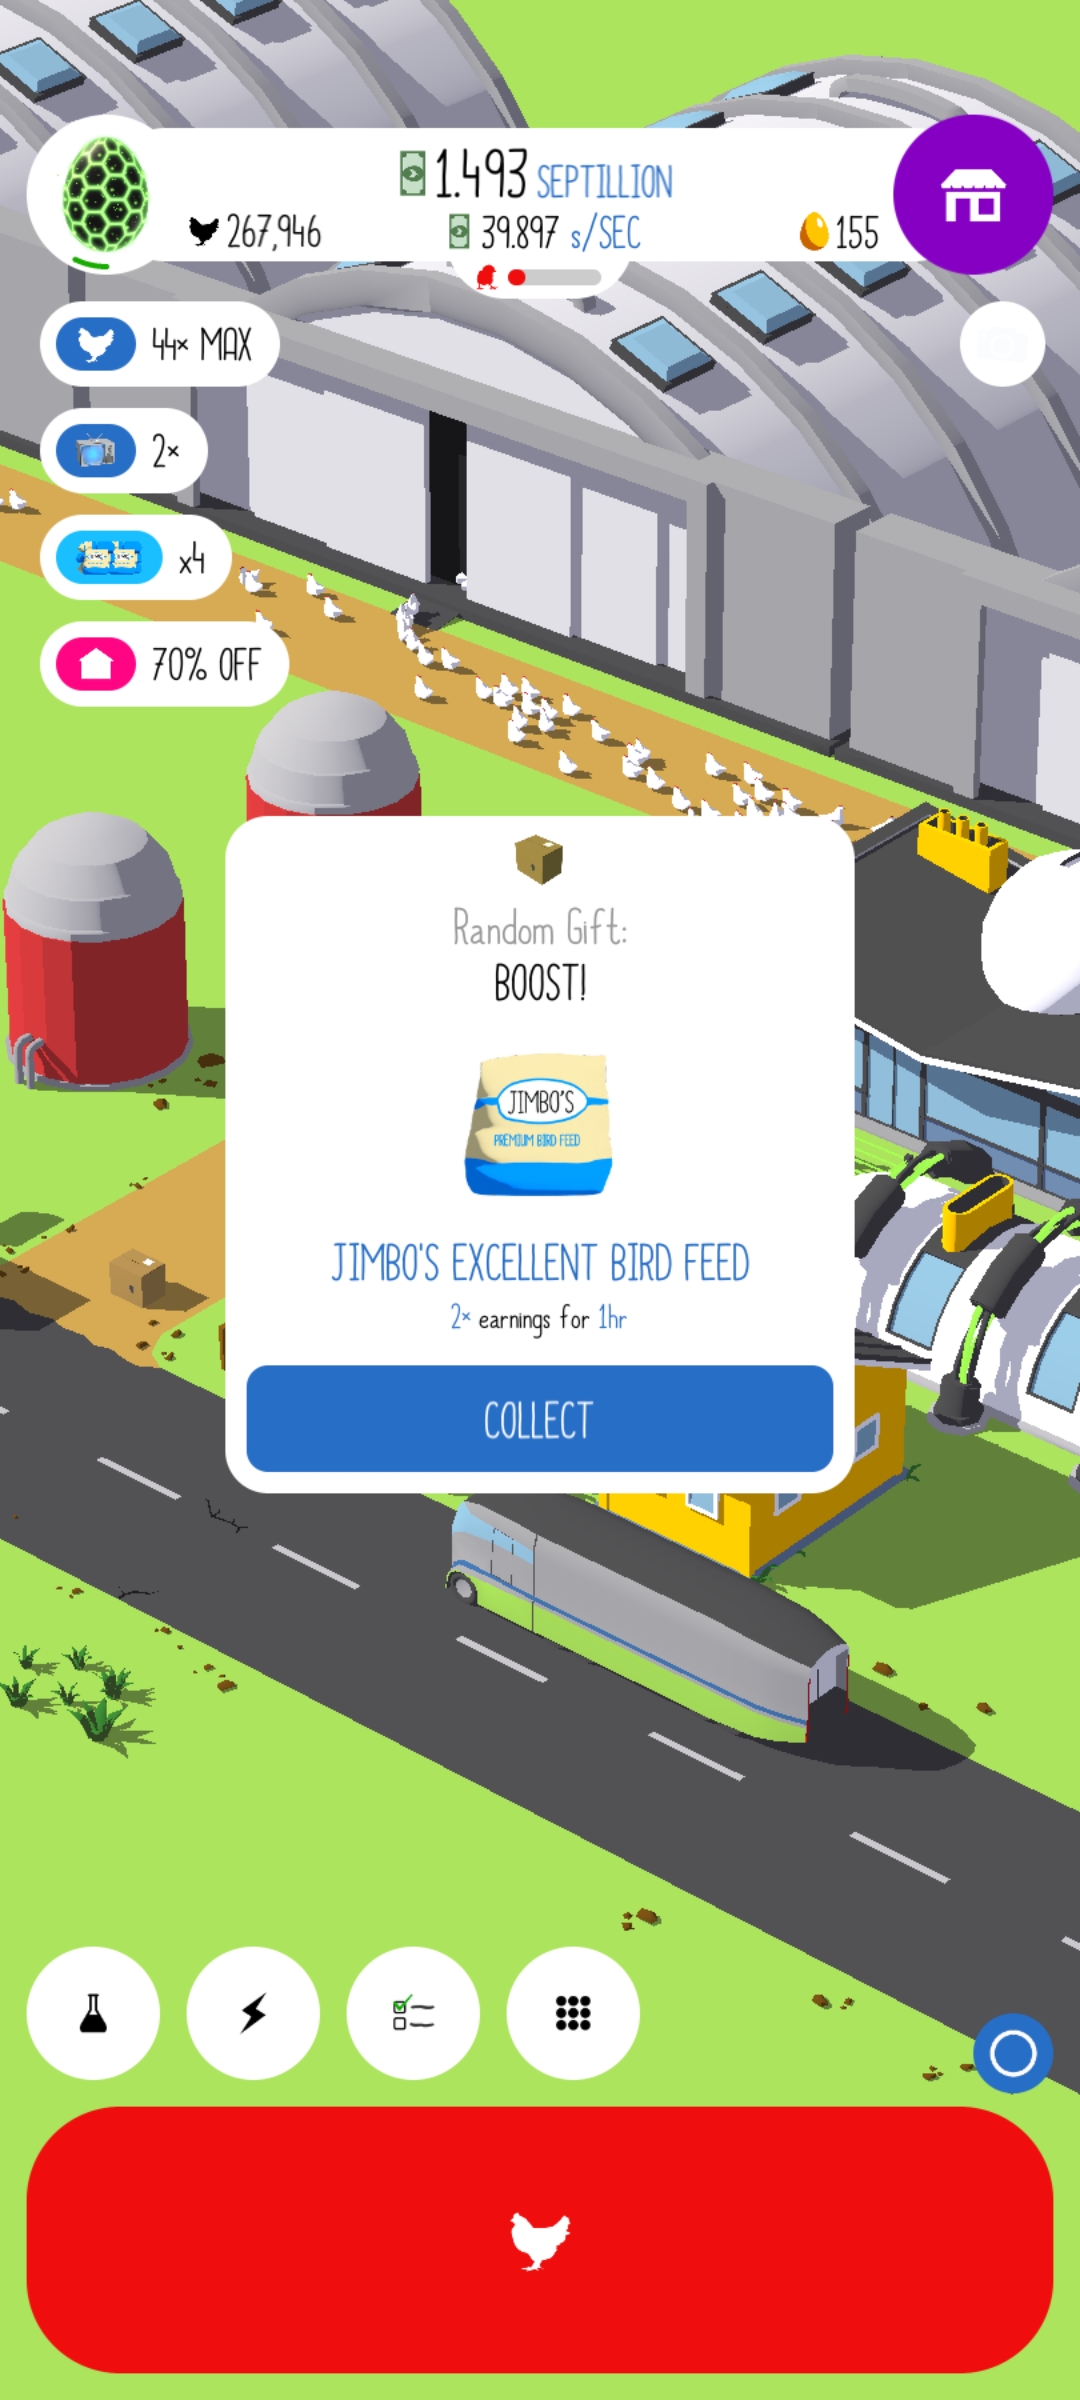 1.493 SEPTILLION
267,946
39.897 s/SEC
155
44× MAX
2×
x4
70% OFF
Random Gift:
BOOST!
JIMBO'S
PREMIUM BIRD FEED
JIMBO'S EXCELLENT BIRD FEED
2× earnings for 1hr
COLLECT